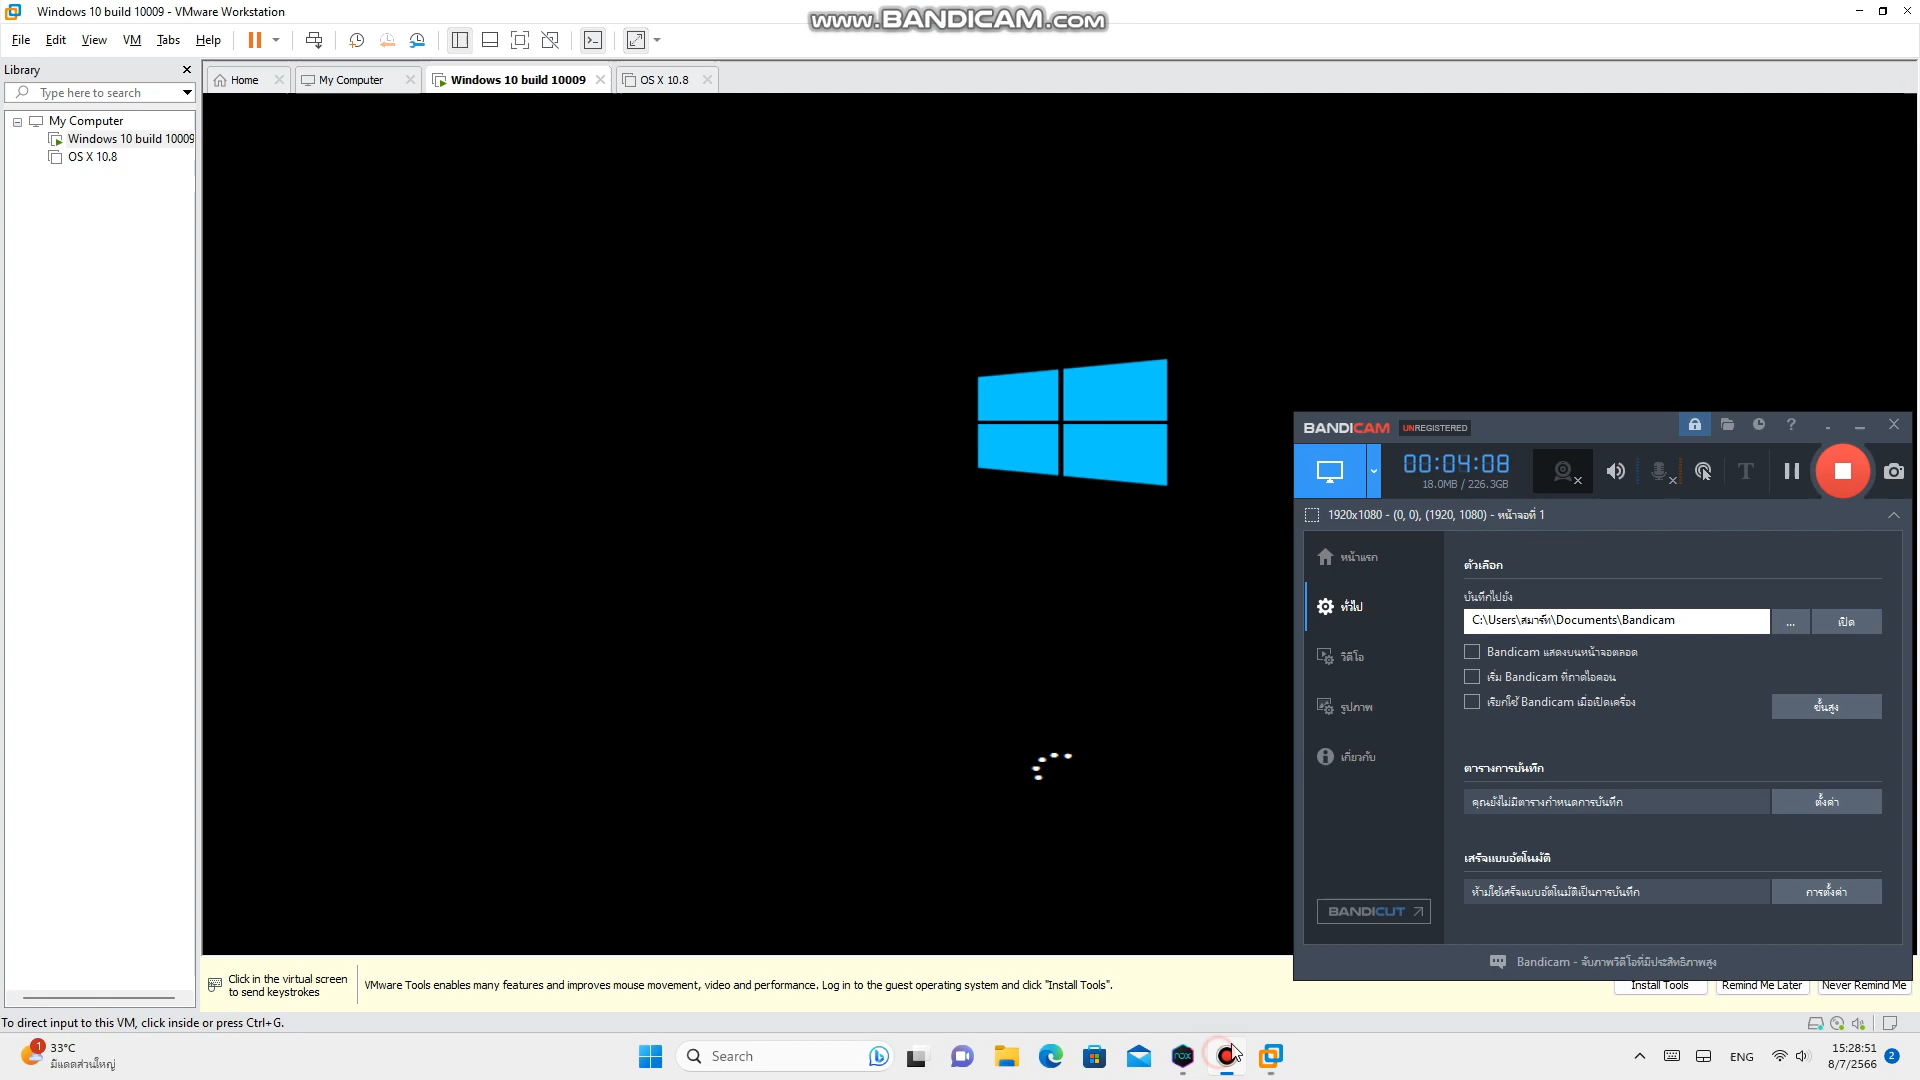 Windows 10 build 10009 - VMware Workstation
www.BANDICAM.com
File Edit View VM Tabs Help
Library
Type here to search
Home
My Computer
Windows 10 build 10009
OS X 10.8
My Computer
Windows 10 build 10009
OS X 10.8
BANDICAM UNREGISTERED
00:04:08
18.0MB / 226.3GB
1920x1080 - (0, 0), (1920, 1080) - หน้าจอที่ 1
หน้าแรก
ทั่วไป
วิดีโอ
รูปภาพ
เกี่ยวกับ
BANDICUT
ตัวเลือก
บันทึกไปยัง
C:\Users\สมาร์ท\Documents\Bandicam
...
เปิด
Bandicam แสดงบนหน้าจอตลอด
เริ่ม Bandicam ที่ถาดไอคอน
เรียกใช้ Bandicam เมื่อเปิดเครื่อง
ขั้นสูง
ตารางการบันทึก
คุณยังไม่มีตารางกำหนดการบันทึก
ตั้งค่า
เสร็จแบบอัตโนมัติ
ห้ามใช้เสร็จแบบอัตโนมัติเป็นการบันทึก
การตั้งค่า
Bandicam - จับภาพวิดีโอที่มีประสิทธิภาพสูง
Click in the virtual screen
to send keystrokes
VMware Tools enables many features and improves mouse movement, video and performance. Log in to the guest operating system and click "Install Tools".
Install Tools
Remind Me Later
Never Remind Me
To direct input to this VM, click inside or press Ctrl+G.
1
33°C
มีแดดส่วนใหญ่
Search
nox
ENG
15:28:51
8/7/2566
2